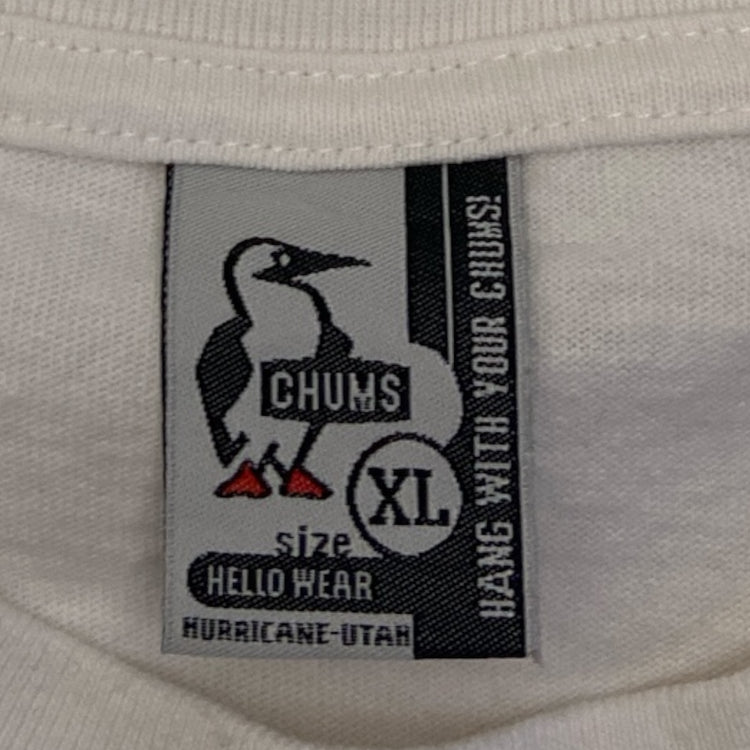 CHUMS
XL
size
HELLO WEAR
HURRICANE-UTAH
HANG WITH YOUR CHUMS!